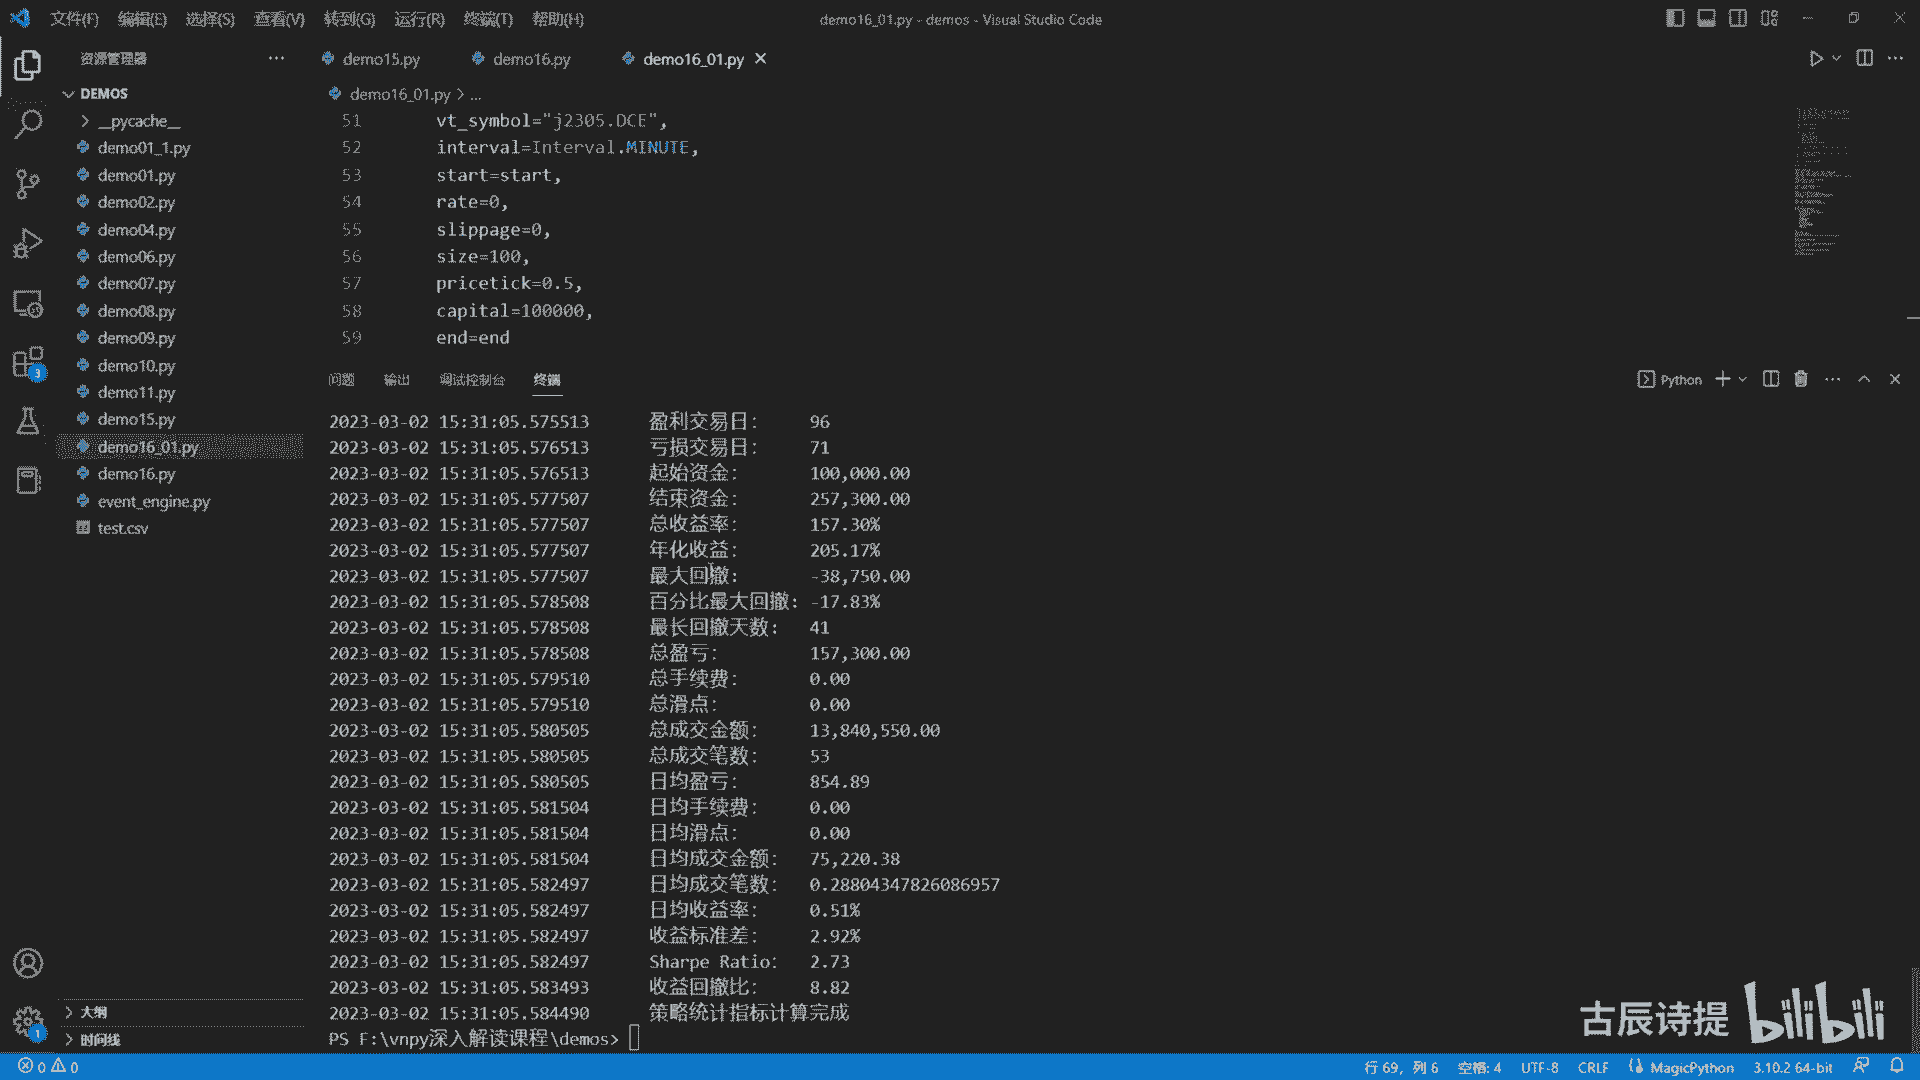 文件(F) 编辑(E) 选择(S) 查看(V) 转到(G) 运行(R) 终端(T) 帮助(H)
demo16_01.py - demos - Visual Studio Code
资源管理器
demo15.py
demo16.py
demo16_01.py
DEMOS
__pycache__
demo01_1.py
demo01.py
demo02.py
demo04.py
demo06.py
demo07.py
demo08.py
demo09.py
demo10.py
demo11.py
demo15.py
demo16_01.py
demo16.py
event_engine.py
test.csv
大纲
时间线
demo16_01.py > ...
51 vt_symbol="j2305.DCE",
52 interval=Interval.MINUTE,
53 start=start,
54 rate=0,
55 slippage=0,
56 size=100,
57 pricetick=0.5,
58 capital=100000,
59 end=end
问题 输出 调试控制台 终端
Python
2023-03-02 15:31:05.575513 盈利交易日: 96
2023-03-02 15:31:05.576513 亏损交易日: 71
2023-03-02 15:31:05.576513 起始资金: 100,000.00
2023-03-02 15:31:05.577507 结束资金: 257,300.00
2023-03-02 15:31:05.577507 总收益率: 157.30%
2023-03-02 15:31:05.577507 年化收益: 205.17%
2023-03-02 15:31:05.577507 最大回撤: -38,750.00
2023-03-02 15:31:05.578508 百分比最大回撤: -17.83%
2023-03-02 15:31:05.578508 最长回撤天数: 41
2023-03-02 15:31:05.578508 总盈亏: 157,300.00
2023-03-02 15:31:05.579510 总手续费: 0.00
2023-03-02 15:31:05.579510 总滑点: 0.00
2023-03-02 15:31:05.580505 总成交金额: 13,840,550.00
2023-03-02 15:31:05.580505 总成交笔数: 53
2023-03-02 15:31:05.580505 日均盈亏: 854.89
2023-03-02 15:31:05.581504 日均手续费: 0.00
2023-03-02 15:31:05.581504 日均滑点: 0.00
2023-03-02 15:31:05.581504 日均成交金额: 75,220.38
2023-03-02 15:31:05.582497 日均成交笔数: 0.28804347826086957
2023-03-02 15:31:05.582497 日均收益率: 0.51%
2023-03-02 15:31:05.582497 收益标准差: 2.92%
2023-03-02 15:31:05.582497 Sharpe Ratio: 2.73
2023-03-02 15:31:05.583493 收益回撤比: 8.82
2023-03-02 15:31:05.584490 策略统计指标计算完成
PS F:\vnpy深入解读课程\demos>
古辰诗提 bilibili
3
1
0 0
行 69，列 6 空格: 4 UTF-8 CRLF MagicPython 3.10.2 64-bit